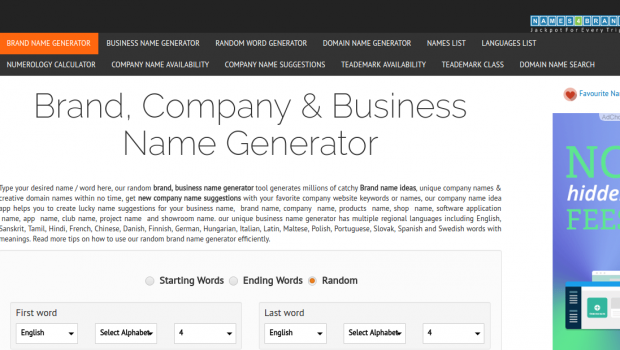 NAMES4BRAND
Jackpot For Every Tri
BRAND NAME GENERATOR BUSINESS NAME GENERATOR RANDOM WORD GENERATOR DOMAIN NAME GENERATOR NAMES LIST LANGUAGES LIST
NUMEROLOGY CALCULATOR COMPANY NAME AVAILABILITY COMPANY NAME SUGGESTIONS TEADEMARK AVAILABILITY TEADEMARK CLASS DOMAIN NAME SEARCH
Brand, Company & Business
Name Generator
Favourite Na
AdCh
NO
hidde
FEES
Type your desired name / word here, our random brand, business name generator tool generates millions of catchy Brand name ideas, unique company names &
creative domain names within no time, get new company name suggestions with your favorite company website keywords or names, our company name idea
app helps you to create lucky name suggestions for your business name, brand name, company name, products name, shop name, software application
name, app name, club name, project name and showroom name. our unique business name generator has multiple regional languages including English,
Sanskrit, Tamil, Hindi, French, Chinese, Danish, Finnish, German, Hungarian, Italian, Latin, Maltese, Polish, Portuguese, Slovak, Spanish and Swedish words with
meanings. Read more tips on how to use our random brand name generator efficiently.
Starting Words Ending Words Random
First word Last word
English Select Alphabet 4 English Select Alphabet 4